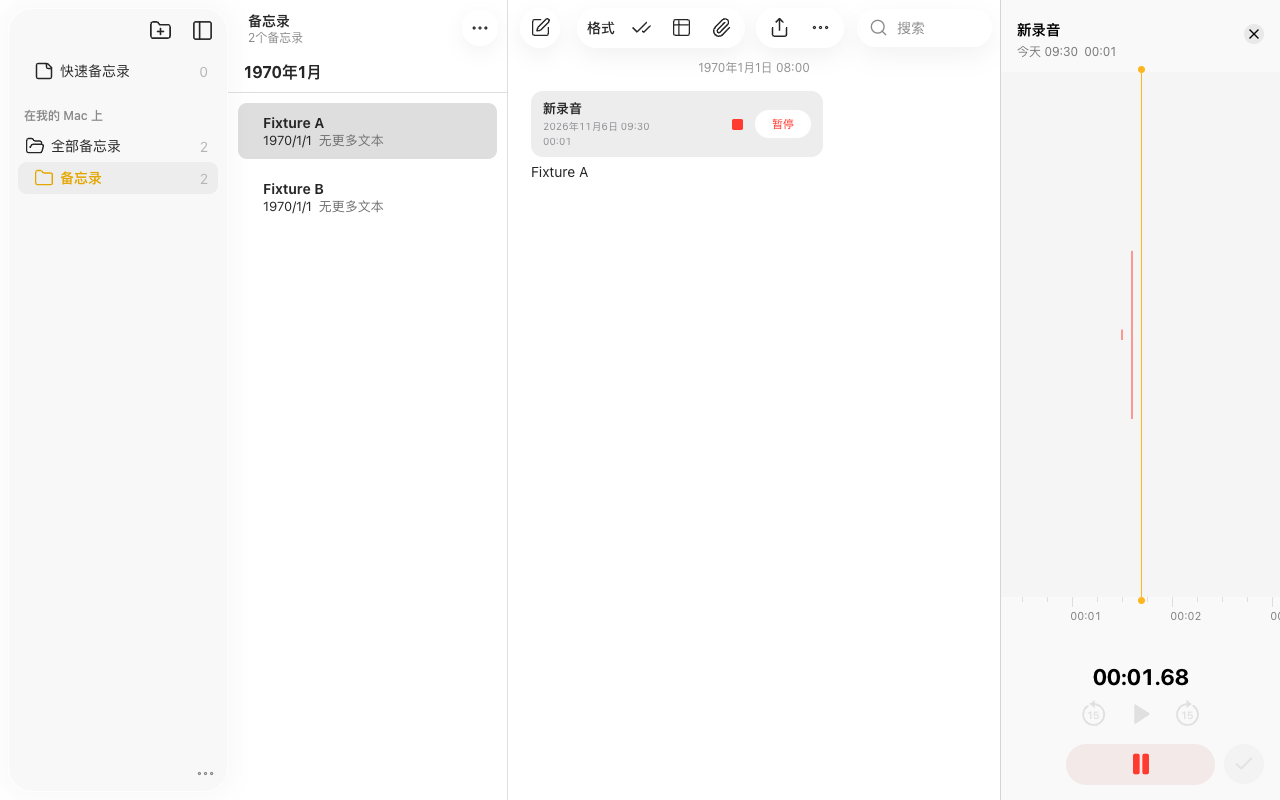 快速备忘录 0
在我的 Mac 上
全部备忘录 2
备忘录 2
备忘录
2个备忘录
1970年1月
Fixture A
1970/1/1 无更多文本
Fixture B
1970/1/1 无更多文本
格式
搜索
1970年1月1日 08:00
新录音
2026年11月6日 09:30
00:01
暂停
Fixture A
新录音
今天 09:30 00:01
00:01 00:02
00:01.68
15 15